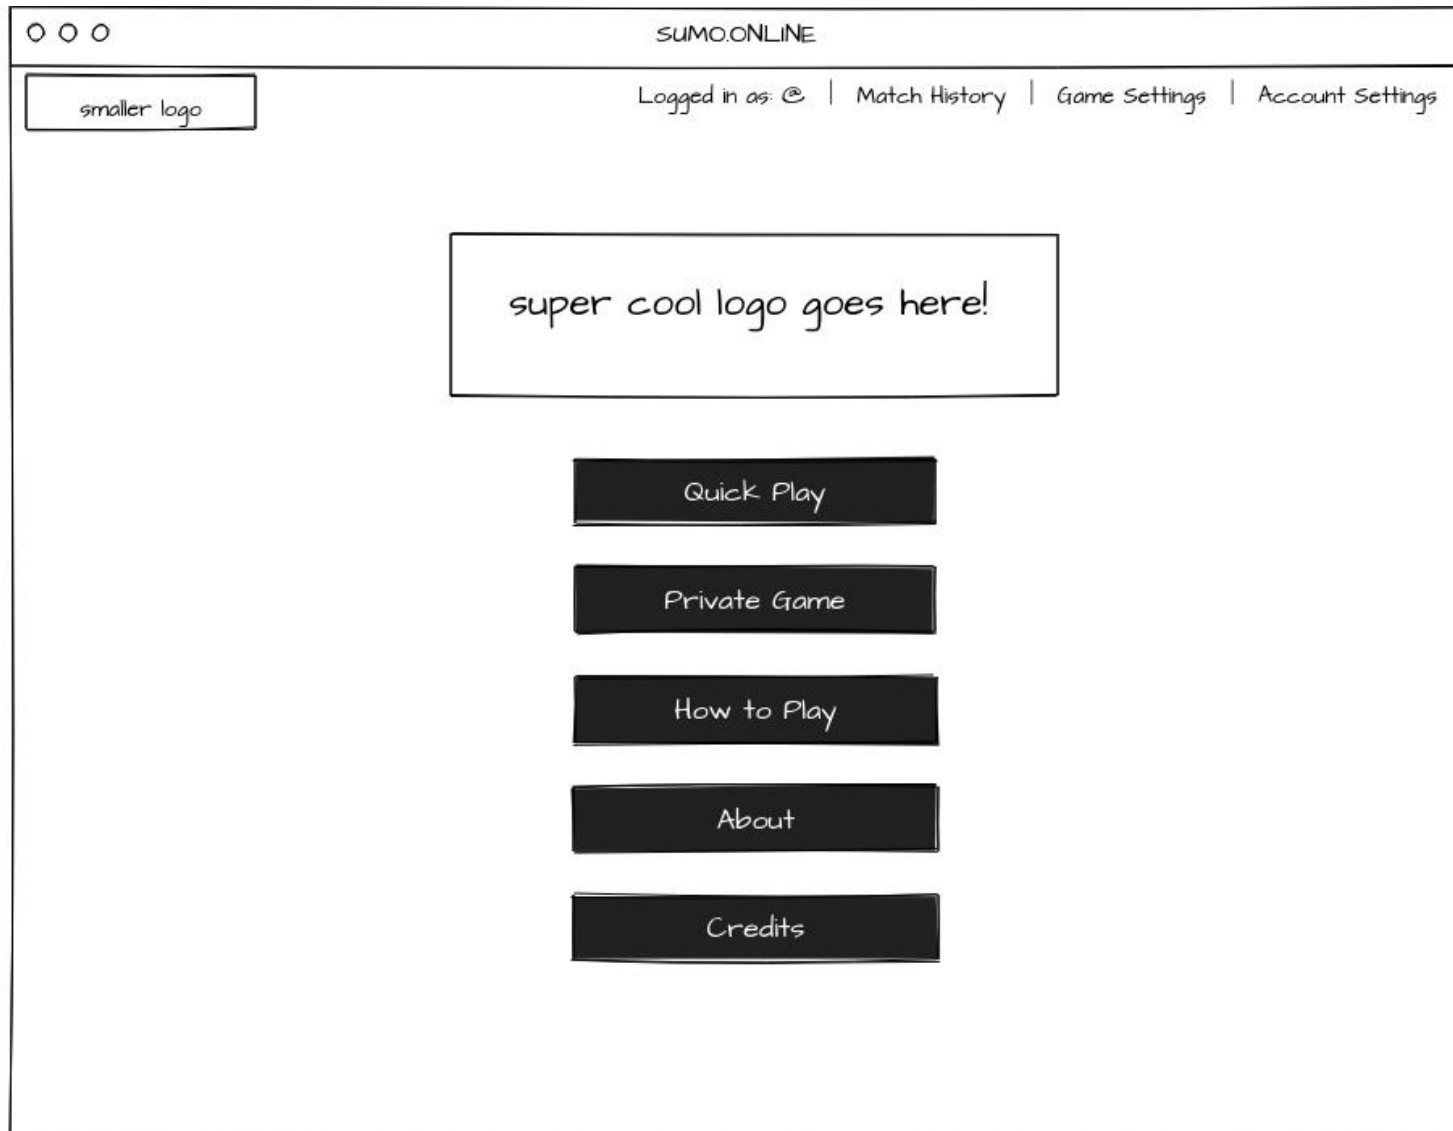 SUMO.ONLINE
smaller logo
Logged in as: @ | Match History | Game Settings | Account Settings
super cool logo goes here!
Quick Play
Private Game
How to Play
About
Credits